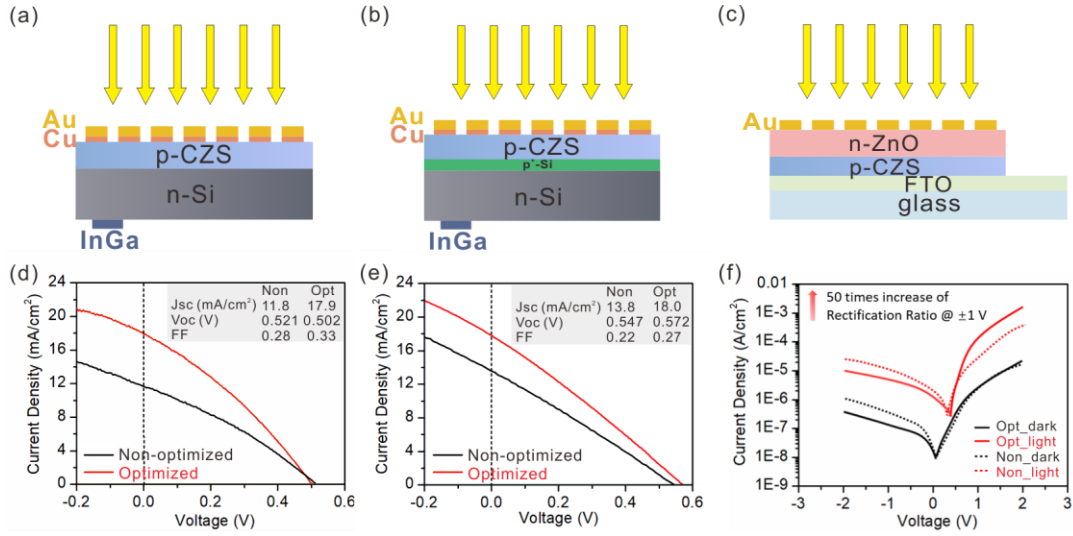 (a)
Au
Cu
p-CZS
n-Si
InGa
(b)
Au
Cu
p-CZS
p⁺-Si
n-Si
InGa
(c)
Au
n-ZnO
p-CZS
FTO
glass
(d)
Current Density (mA/cm²)
24
20
16
12
8
4
0
Non Opt
Jsc (mA/cm²) 11.8 17.9
Voc (V) 0.521 0.502
FF 0.28 0.33
Non-optimized
Optimized
-0.2 0.0 0.2 0.4 0.6
Voltage (V)
(e)
Current Density (mA/cm²)
24
20
16
12
8
4
0
Non Opt
Jsc (mA/cm²) 13.8 18.0
Voc (V) 0.547 0.572
FF 0.22 0.27
Non-optimized
Optimized
-0.2 0.0 0.2 0.4 0.6
Voltage (V)
(f)
Current Density (A/cm²)
0.01
1E-3
1E-4
1E-5
1E-6
1E-7
1E-8
1E-9
50 times increase of
Rectification Ratio @ ±1 V
Opt_dark
Opt_light
Non_dark
Non_light
-3 -2 -1 0 1 2 3
Voltage (V)